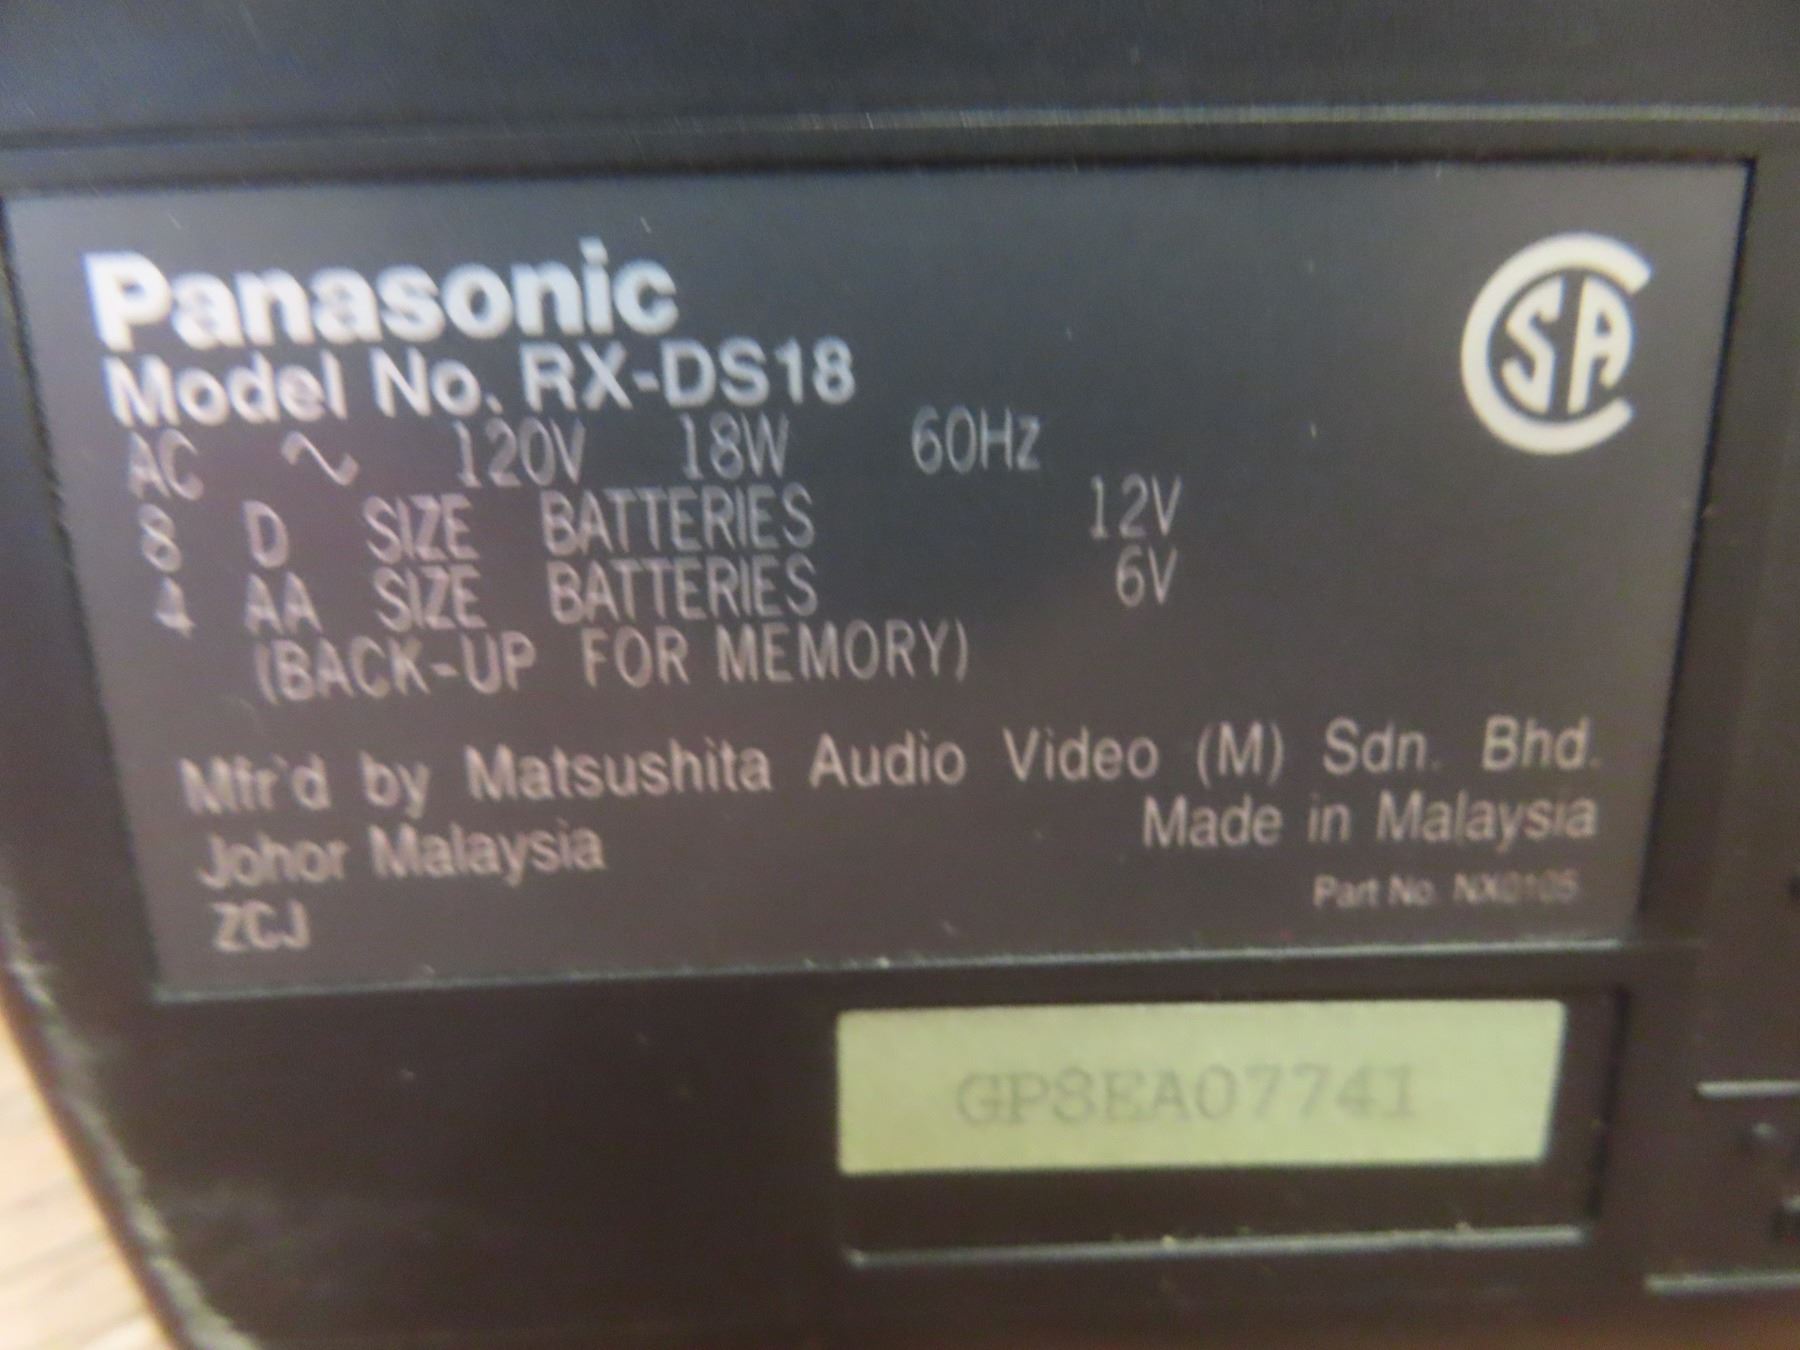 Panasonic
Model No. RX-DS18
AC ~ 120V 18W 60Hz
8 D SIZE BATTERIES 12V
4 AA SIZE BATTERIES 6V
(BACK-UP FOR MEMORY)
Mfr'd by Matsushita Audio Video (M) Sdn. Bhd.
Johor Malaysia
Made in Malaysia
ZCJ
Part No. NX0105
CSA
GP8EA07741